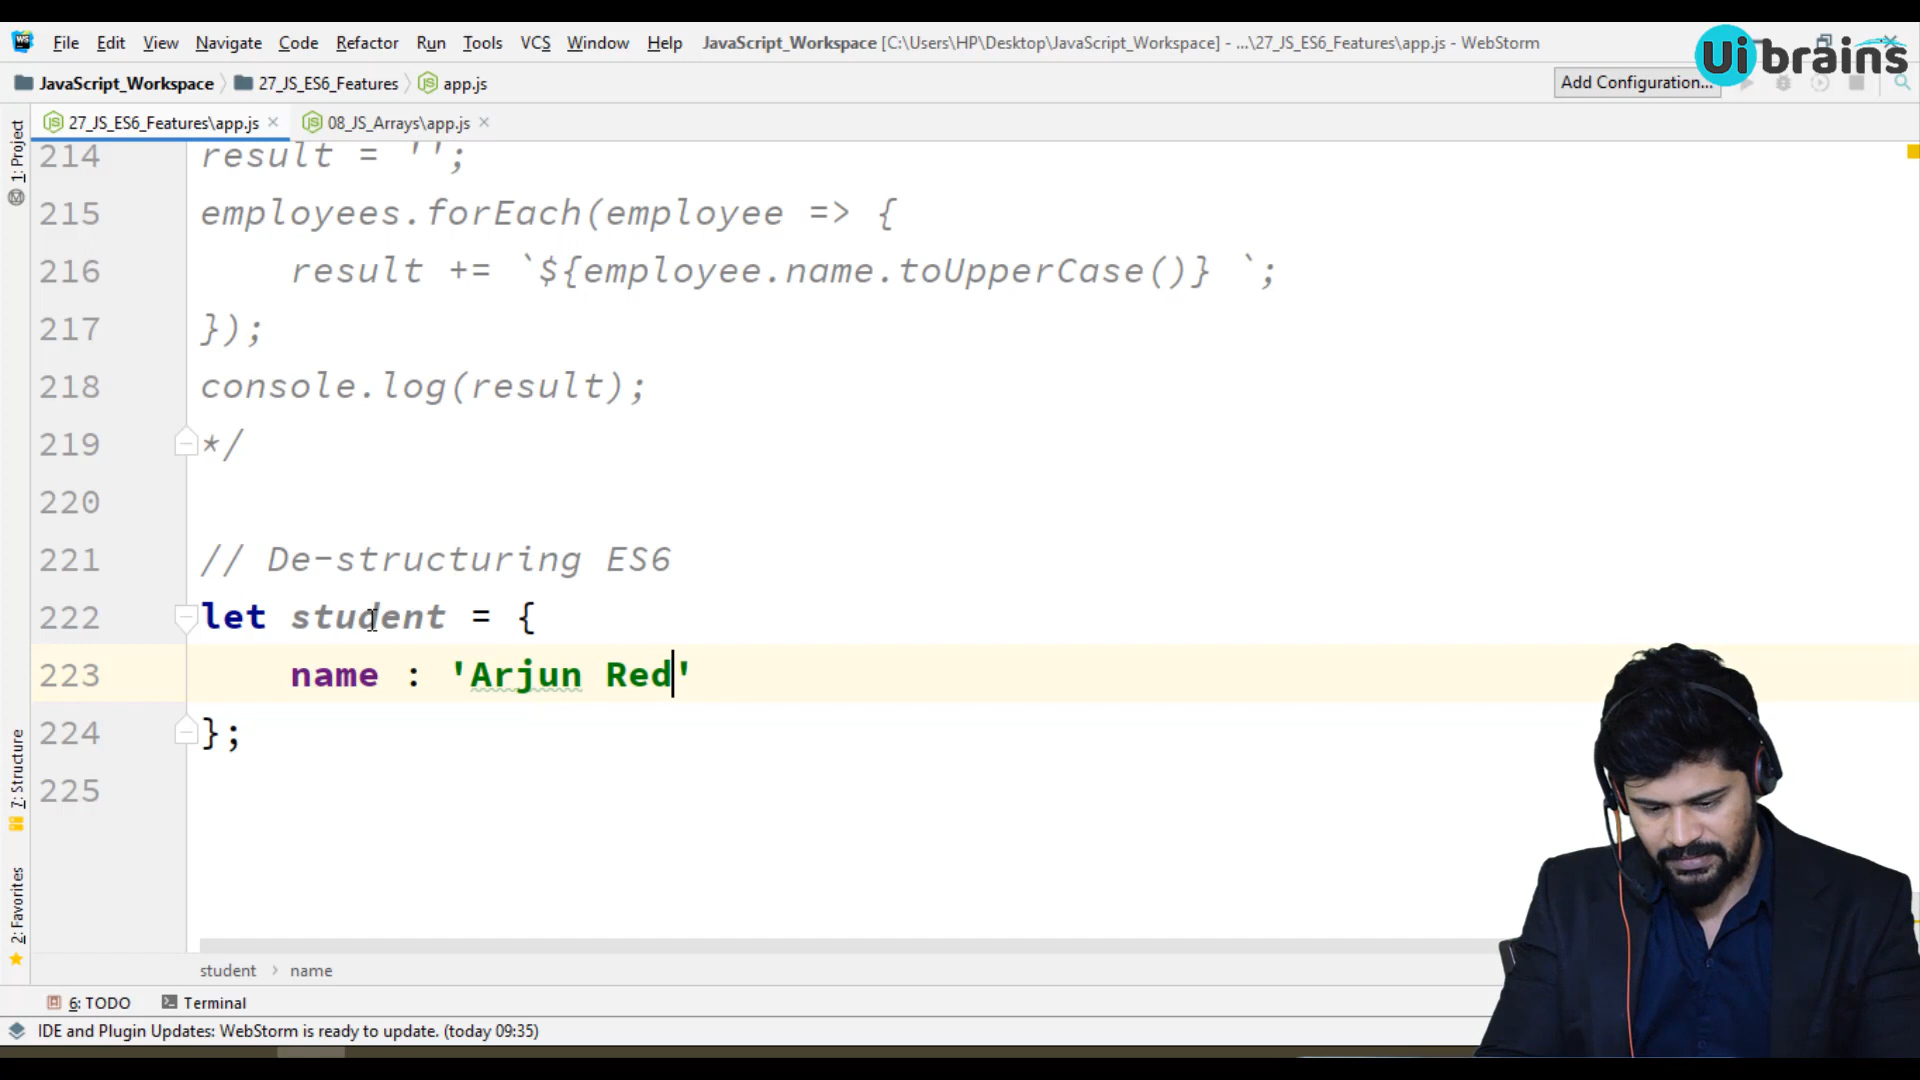 File Edit View Navigate Code Refactor Run Tools VCS Window Help JavaScript_Workspace [C:\Users\HP\Desktop\JavaScript_Workspace] - ...\27_JS_ES6_Features\app.js - WebStorm
Ui brains
JavaScript_Workspace 27_JS_ES6_Features app.js Add Configuration...
27_JS_ES6_Features\app.js 08_JS_Arrays\app.js
1: Project
214 result = '';
215 employees.forEach(employee => {
216 result += `${employee.name.toUpperCase()} `;
217 });
218 console.log(result);
219 */
220
221 // De-structuring ES6
222 let student = {
223 name : 'Arjun Red'
224 };
225
7: Structure
2: Favorites
student › name
6: TODO Terminal
IDE and Plugin Updates: WebStorm is ready to update. (today 09:35)